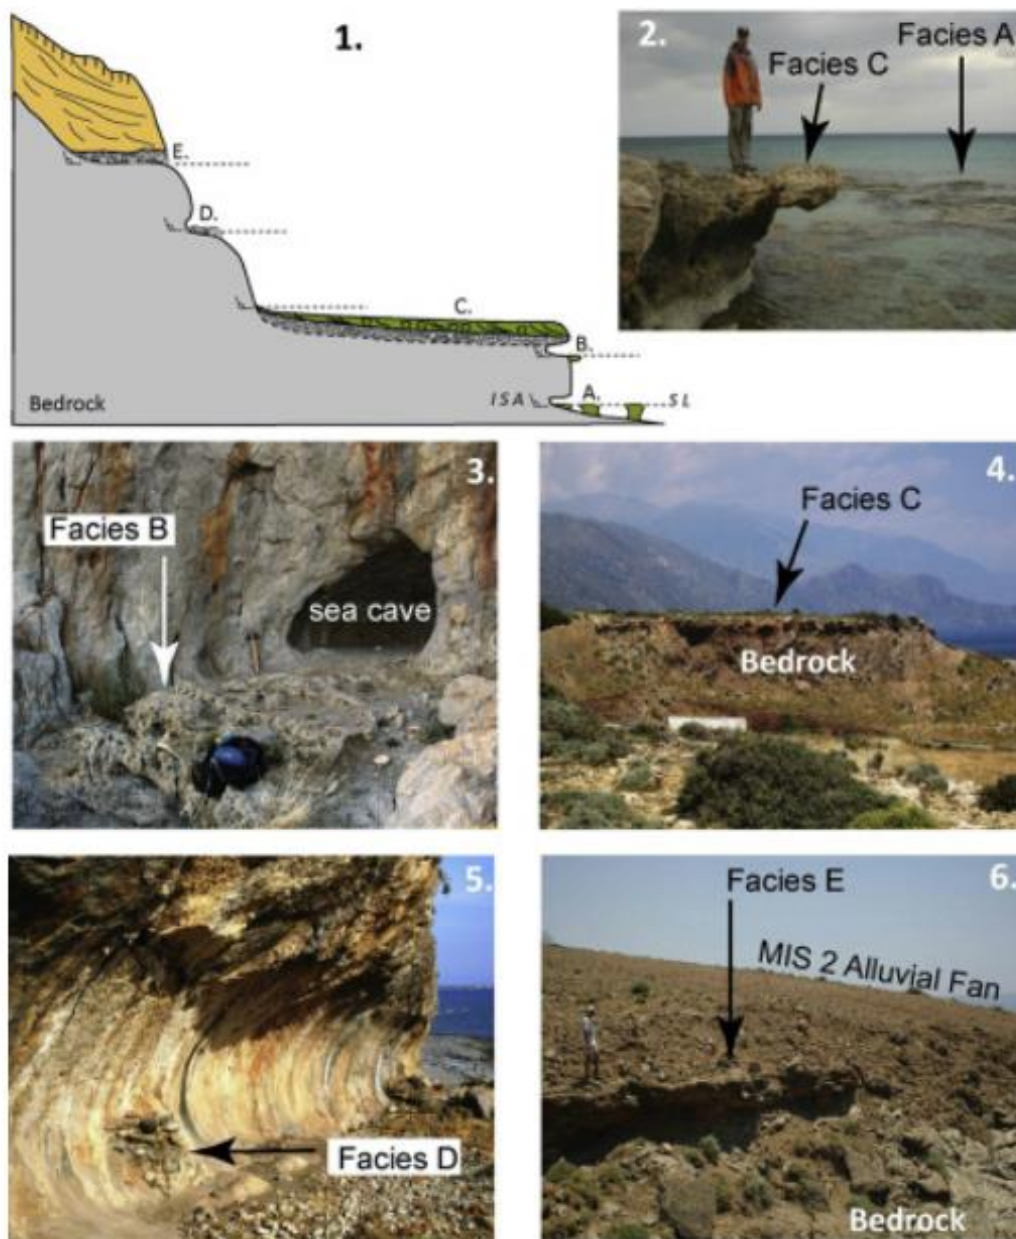 1.
E.
D.
C.
B.
A.
ISA
SL
Bedrock
2.
Facies C
Facies A
3.
Facies B
sea cave
4.
Facies C
Bedrock
5.
Facies D
6.
Facies E
MIS 2 Alluvial Fan
Bedrock